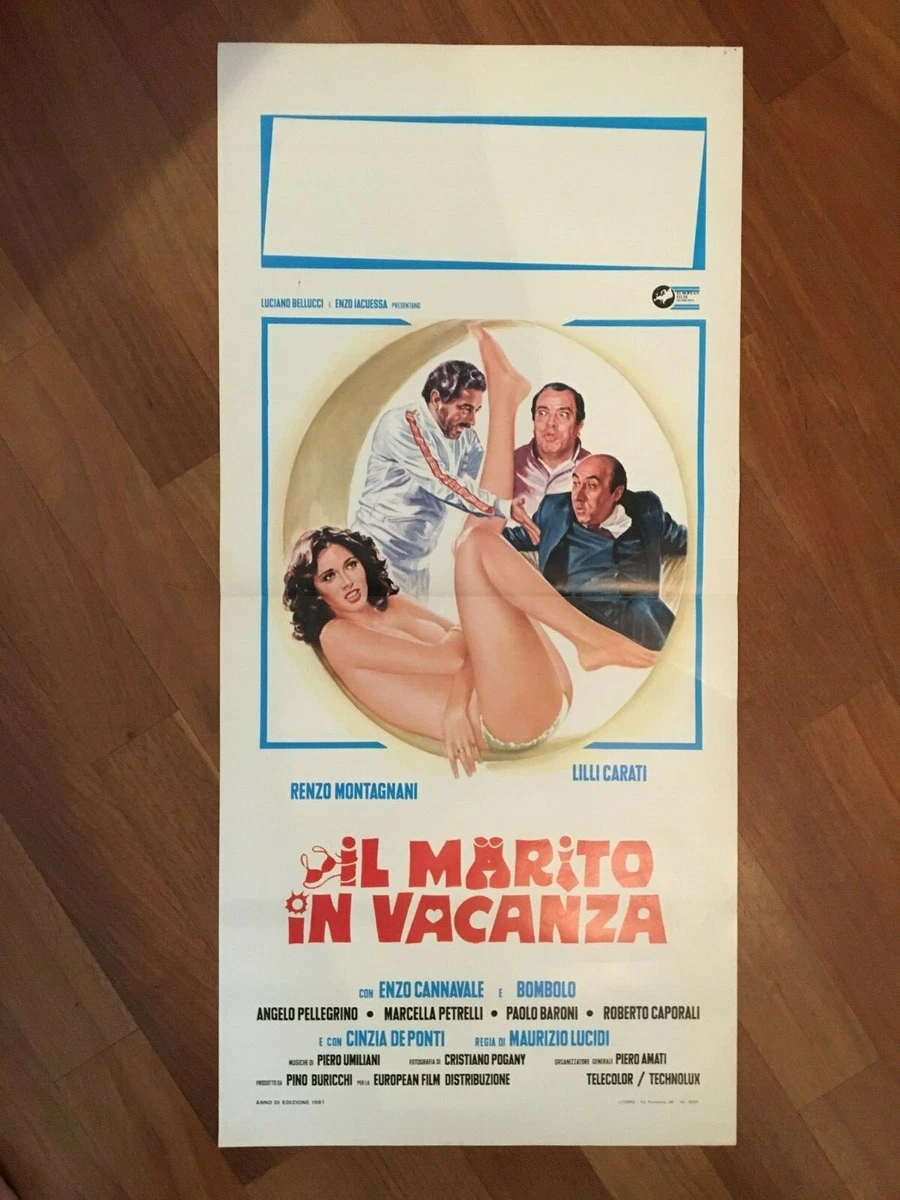 LUCIANO BELLUCCI E ENZO IACUESSA PRESENTANO
EUROPEAN
FILM
RENZO MONTAGNANI
LILLI CARATI
IL MARITO
IN VACANZA
CON ENZO CANNAVALE E BOMBOLO
ANGELO PELLEGRINO • MARCELLA PETRELLI • PAOLO BARONI • ROBERTO CAPORALI
E CON CINZIA DE PONTI REGIA DI MAURIZIO LUCIDI
MUSICHE DI PIERO UMILIANI FOTOGRAFIA DI CRISTIANO POGANY ORGANIZZATORE GENERALE PIERO AMATI
PRODOTTO DA PINO BURICCHI PER LA EUROPEAN FILM DISTRIBUZIONE TELECOLOR / TECHNOLUX
ANNO DI EDIZIONE 1981